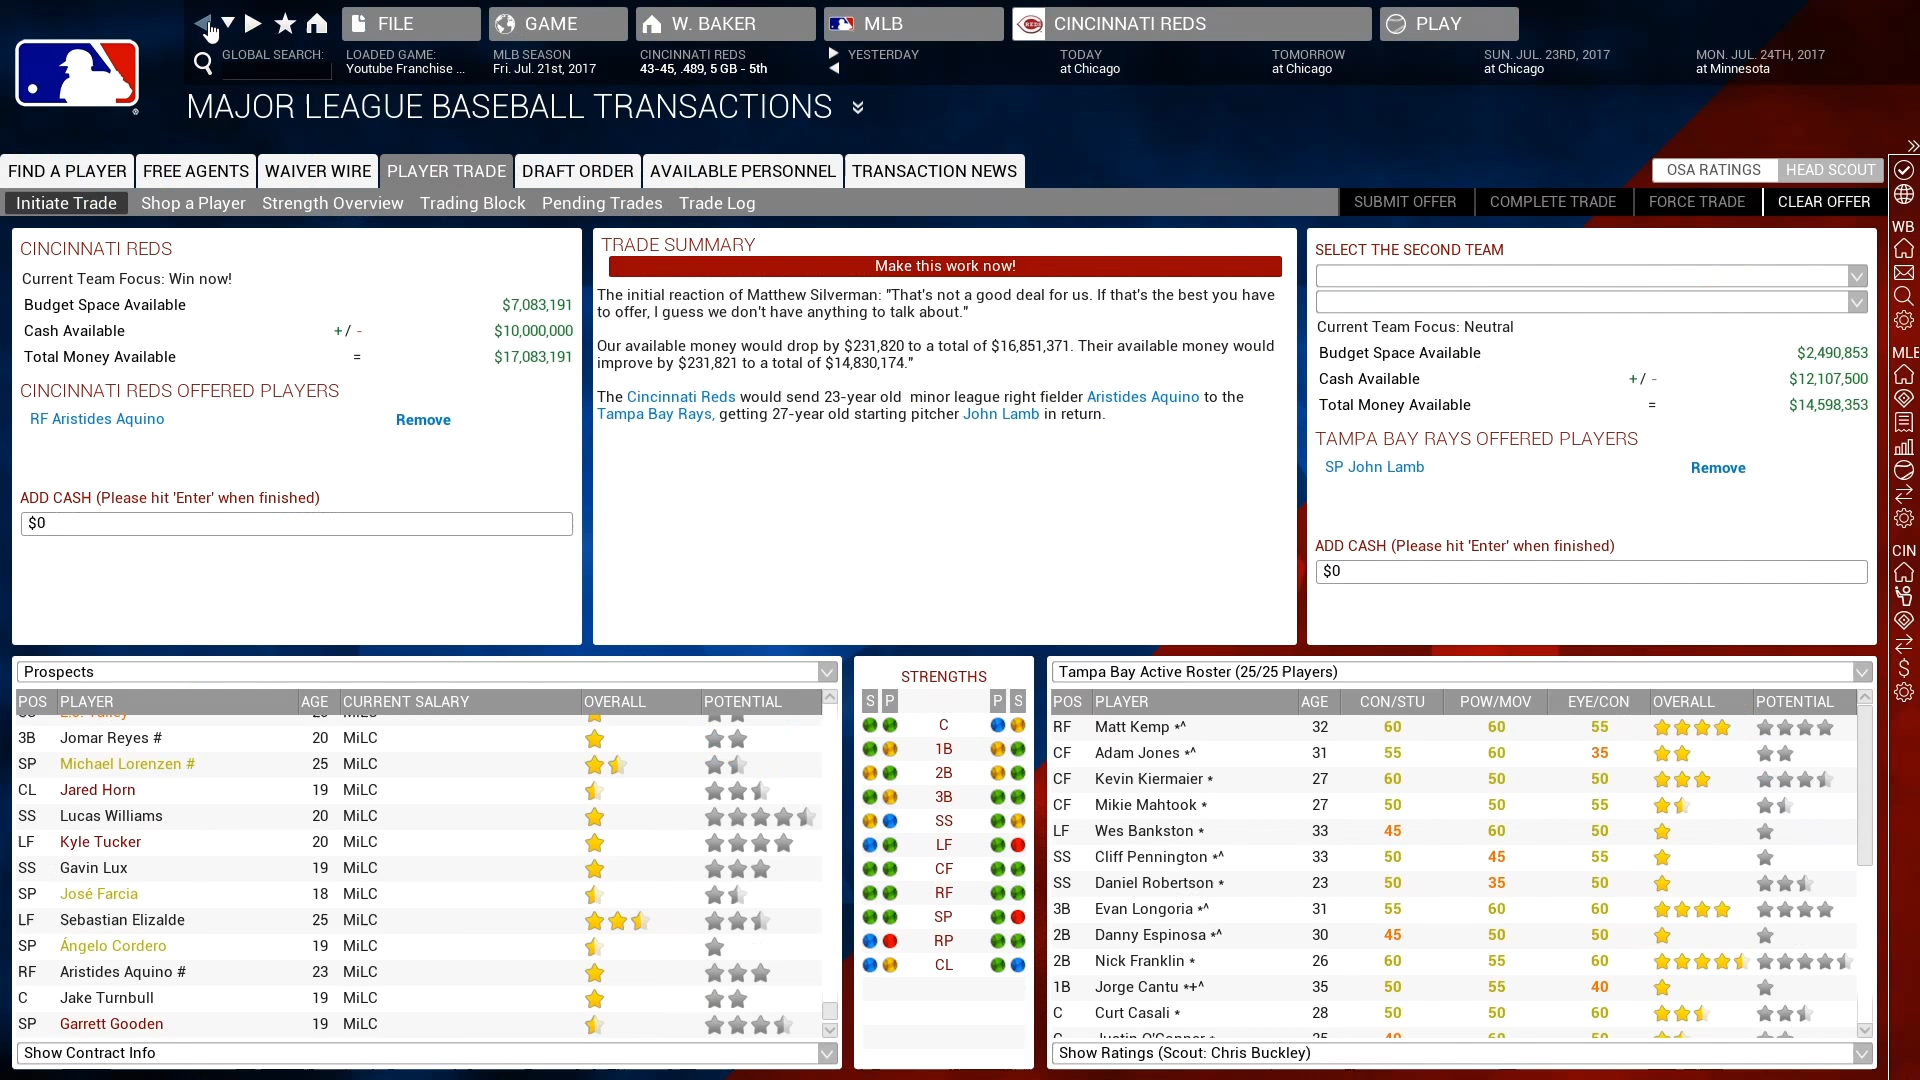 FILE
GAME
W. BAKER
MLB
CINCINNATI REDS
PLAY
GLOBAL SEARCH:
LOADED GAME:
Youtube Franchise ...
MLB SEASON
Fri. Jul. 21st, 2017
CINCINNATI REDS
43-45, .489, 5 GB - 5th
YESTERDAY
TODAY
at Chicago
TOMORROW
at Chicago
SUN. JUL. 23RD, 2017
at Chicago
MON. JUL. 24TH, 2017
at Minnesota
MAJOR LEAGUE BASEBALL TRANSACTIONS
FIND A PLAYER
FREE AGENTS
WAIVER WIRE
PLAYER TRADE
DRAFT ORDER
AVAILABLE PERSONNEL
TRANSACTION NEWS
OSA RATINGS
HEAD SCOUT
Initiate Trade
Shop a Player
Strength Overview
Trading Block
Pending Trades
Trade Log
SUBMIT OFFER
COMPLETE TRADE
FORCE TRADE
CLEAR OFFER
CINCINNATI REDS
Current Team Focus: Win now!
Budget Space Available $7,083,191
Cash Available +/ - $10,000,000
Total Money Available = $17,083,191
CINCINNATI REDS OFFERED PLAYERS
RF Aristides Aquino Remove
ADD CASH (Please hit 'Enter' when finished)
$0
TRADE SUMMARY
Make this work now!
The initial reaction of Matthew Silverman: "That's not a good deal for us. If that's the best you have
to offer, I guess we don't have anything to talk about."
Our available money would drop by $231,820 to a total of $16,851,371. Their available money would
improve by $231,821 to a total of $14,830,174."
The Cincinnati Reds would send 23-year old minor league right fielder Aristides Aquino to the
Tampa Bay Rays, getting 27-year old starting pitcher John Lamb in return.
SELECT THE SECOND TEAM
Current Team Focus: Neutral
Budget Space Available $2,490,853
Cash Available +/ - $12,107,500
Total Money Available = $14,598,353
TAMPA BAY RAYS OFFERED PLAYERS
SP John Lamb Remove
ADD CASH (Please hit 'Enter' when finished)
$0
Prospects
POS PLAYER AGE CURRENT SALARY OVERALL POTENTIAL
3B Jomar Reyes # 20 MiLC
SP Michael Lorenzen # 25 MiLC
CL Jared Horn 19 MiLC
SS Lucas Williams 20 MiLC
LF Kyle Tucker 20 MiLC
SS Gavin Lux 19 MiLC
SP José Farcia 18 MiLC
LF Sebastian Elizalde 25 MiLC
SP Ángelo Cordero 19 MiLC
RF Aristides Aquino # 23 MiLC
C Jake Turnbull 19 MiLC
SP Garrett Gooden 19 MiLC
Show Contract Info
STRENGTHS
S P P S
C
1B
2B
3B
SS
LF
CF
RF
SP
RP
CL
Tampa Bay Active Roster (25/25 Players)
POS PLAYER AGE CON/STU POW/MOV EYE/CON OVERALL POTENTIAL
RF Matt Kemp *^ 32 60 60 55
CF Adam Jones *^ 31 55 60 35
CF Kevin Kiermaier * 27 60 50 50
CF Mikie Mahtook * 27 50 50 55
LF Wes Bankston * 33 45 60 50
SS Cliff Pennington *^ 33 50 45 55
SS Daniel Robertson * 23 50 35 50
3B Evan Longoria *^ 31 55 60 60
2B Danny Espinosa *^ 30 45 50 50
2B Nick Franklin * 26 60 55 60
1B Jorge Cantu *+^ 35 50 55 40
C Curt Casali * 28 50 50 60
Show Ratings (Scout: Chris Buckley)
WB
MLB
CIN